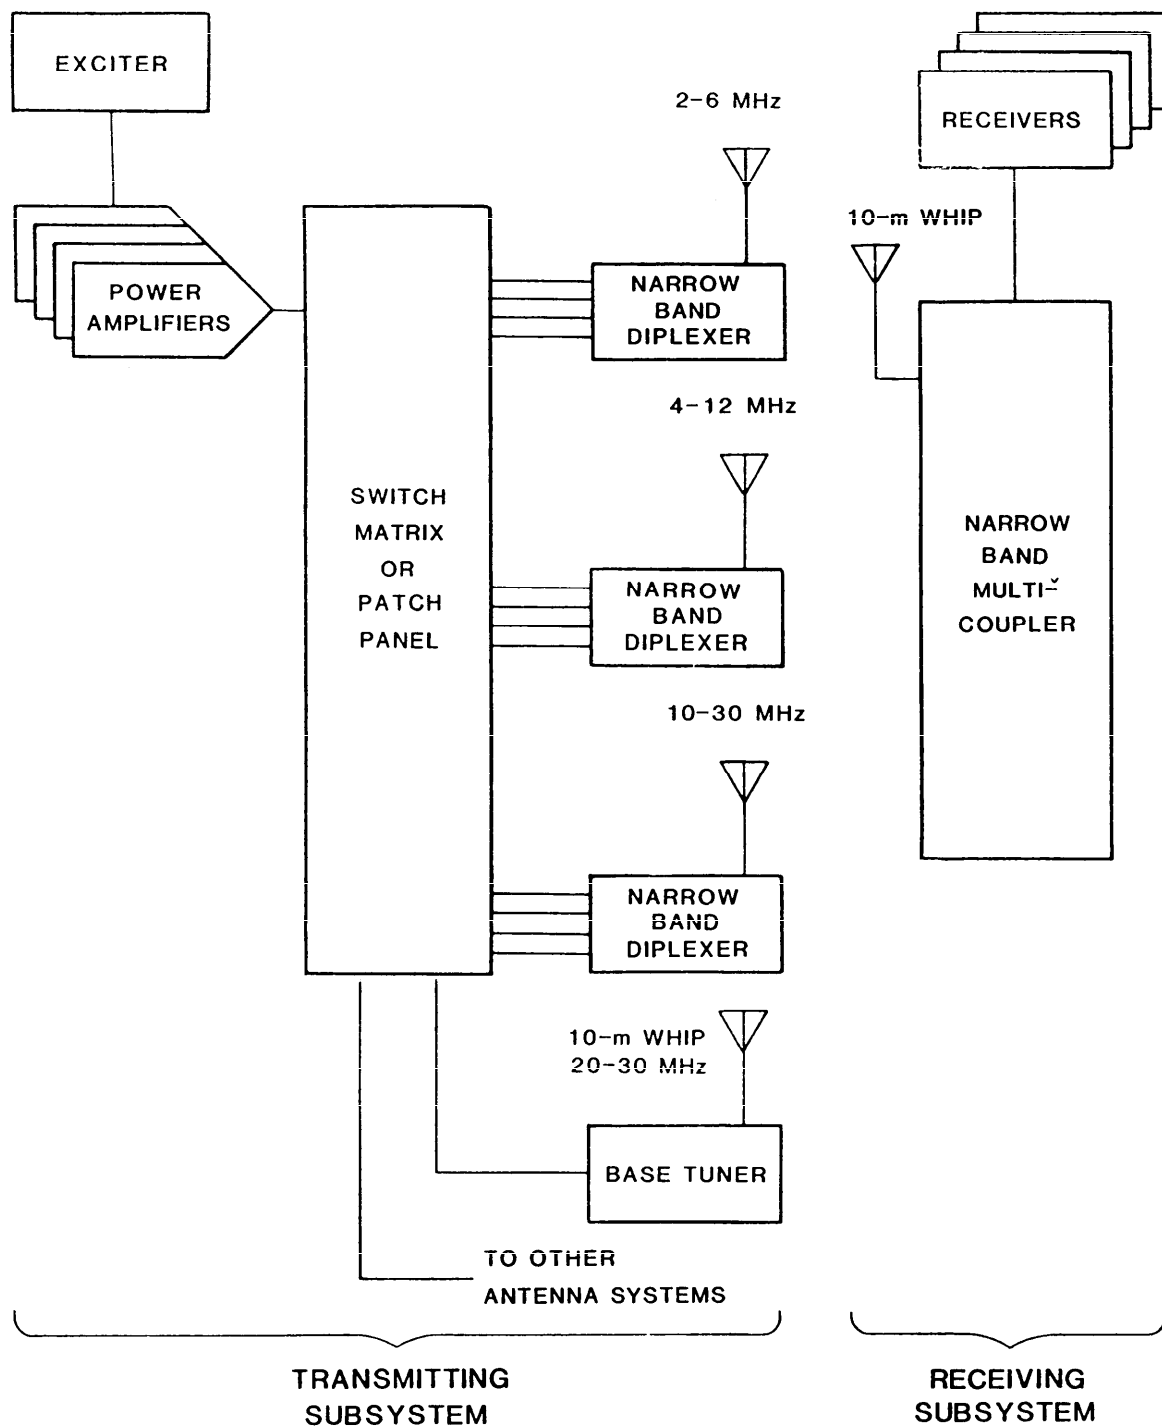 EXCITER
POWER
AMPLIFIERS
SWITCH
MATRIX
OR
PATCH
PANEL
2-6 MHz
NARROW
BAND
DIPLEXER
4-12 MHz
NARROW
BAND
DIPLEXER
10-30 MHz
NARROW
BAND
DIPLEXER
10-m WHIP
20-30 MHz
BASE TUNER
TO OTHER
ANTENNA SYSTEMS
TRANSMITTING
SUBSYSTEM
RECEIVERS
10-m WHIP
NARROW
BAND
MULTI-
COUPLER
RECEIVING
SUBSYSTEM